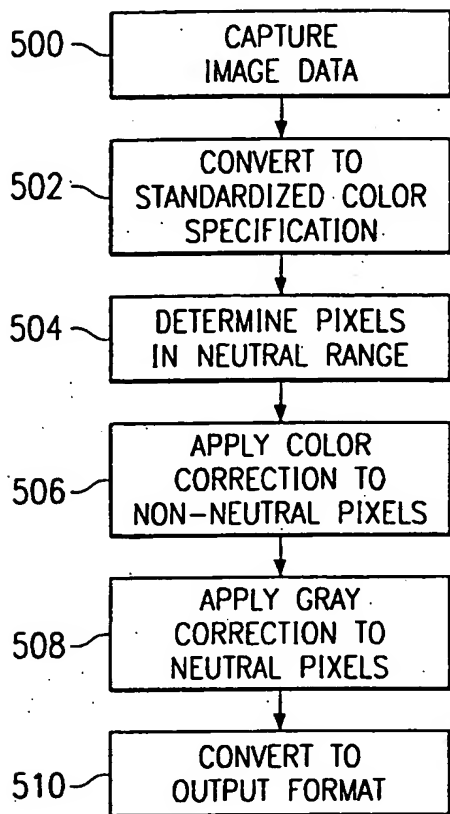 500
CAPTURE
IMAGE DATA
502
CONVERT TO
STANDARDIZED COLOR
SPECIFICATION
504
DETERMINE PIXELS
IN NEUTRAL RANGE
506
APPLY COLOR
CORRECTION TO
NON-NEUTRAL PIXELS
508
APPLY GRAY
CORRECTION TO
NEUTRAL PIXELS
510
CONVERT TO
OUTPUT FORMAT